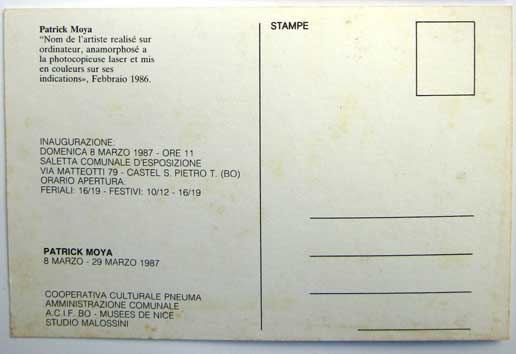 Patrick Moya
"Nom de l'artiste realisé sur
ordinateur, anamorphosé a
la photocopieuse laser et mis
en couleurs sur ses
indications», Febbraio 1986.
STAMPE
INAUGURAZIONE:
DOMENICA 8 MARZO 1987 - ORE 11
SALETTA COMUNALE D'ESPOSIZIONE
VIA MATTEOTTI 79 - CASTEL S. PIETRO T. (BO)
ORARIO APERTURA:
FERIALI: 16/19 - FESTIVI: 10/12 - 16/19
PATRICK MOYA
8 MARZO - 29 MARZO 1987
COOPERATIVA CULTURALE PNEUMA
AMMINISTRAZIONE COMUNALE
A.C.I.F. BO - MUSEES DE NICE
STUDIO MALOSSINI